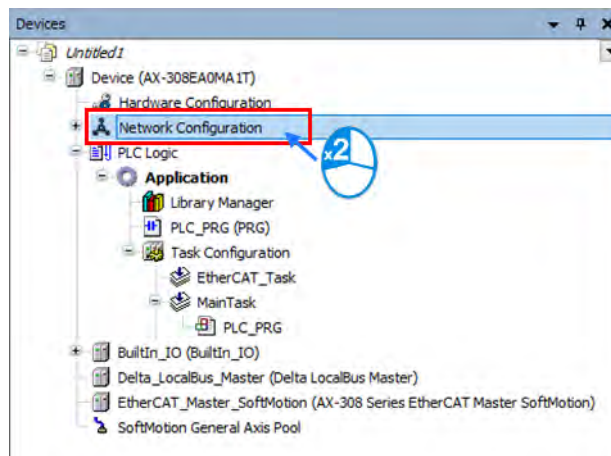 Devices
Untitled1
Device (AX-308EA0MA1T)
Hardware Configuration
Network Configuration
x2
PLC Logic
Application
Library Manager
PLC_PRG (PRG)
Task Configuration
EtherCAT_Task
MainTask
PLC_PRG
BuiltIn_IO (BuiltIn_IO)
Delta_LocalBus_Master (Delta LocalBus Master)
EtherCAT_Master_SoftMotion (AX-308 Series EtherCAT Master SoftMotion)
SoftMotion General Axis Pool